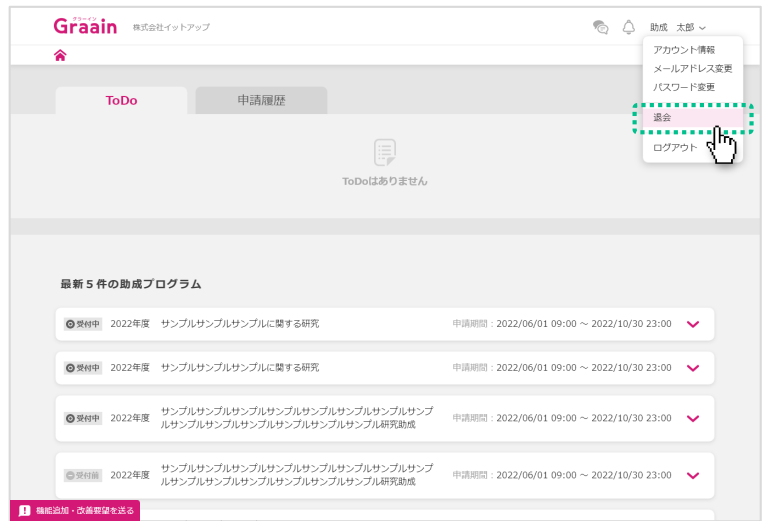 グラーイン
Graain
株式会社イットアップ
助成 太郎
アカウント情報
メールアドレス変更
パスワード変更
退会
ログアウト
ToDo
申請履歴
ToDoはありません
最新５件の助成プログラム
受付中 2022年度 サンプルサンプルサンプルに関する研究 申請期間：2022/06/01 09:00 ～ 2022/10/30 23:00
受付中 2022年度 サンプルサンプルサンプルに関する研究 申請期間：2022/06/01 09:00 ～ 2022/10/30 23:00
受付中 2022年度 サンプルサンプルサンプルサンプルサンプルサンプルサンプルサンプ
ルサンプルサンプルサンプルサンプルサンプルサンプル研究助成 申請期間：2022/06/01 09:00 ～ 2022/10/30 23:00
受付前 2022年度 サンプルサンプルサンプルサンプルサンプルサンプルサンプルサンプ
ルサンプルサンプルサンプルサンプルサンプルサンプル研究助成 申請期間：2022/06/01 09:00 ～ 2022/10/30 23:00
機能追加・改善要望を送る